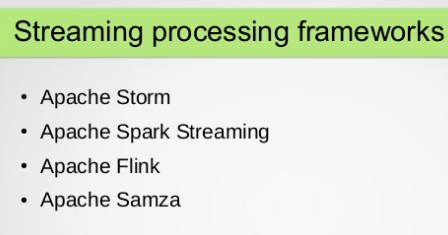 Streaming processing frameworks
• Apache Storm
• Apache Spark Streaming
• Apache Flink
• Apache Samza